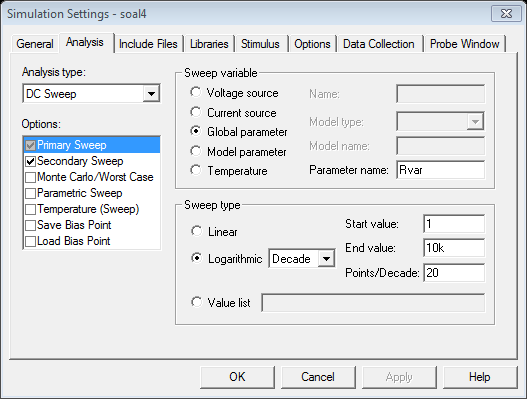 Simulation Settings - soal4
General Analysis Include Files Libraries Stimulus Options Data Collection Probe Window
Analysis type:
DC Sweep
Options:
Primary Sweep
Secondary Sweep
Monte Carlo/Worst Case
Parametric Sweep
Temperature (Sweep)
Save Bias Point
Load Bias Point
Sweep variable
Voltage source Name:
Current source Model type:
Global parameter
Model parameter Model name:
Temperature Parameter name: Rvar
Sweep type
Linear Start value: 1
Logarithmic Decade End value: 10k
Points/Decade: 20
Value list
OK Cancel Apply Help